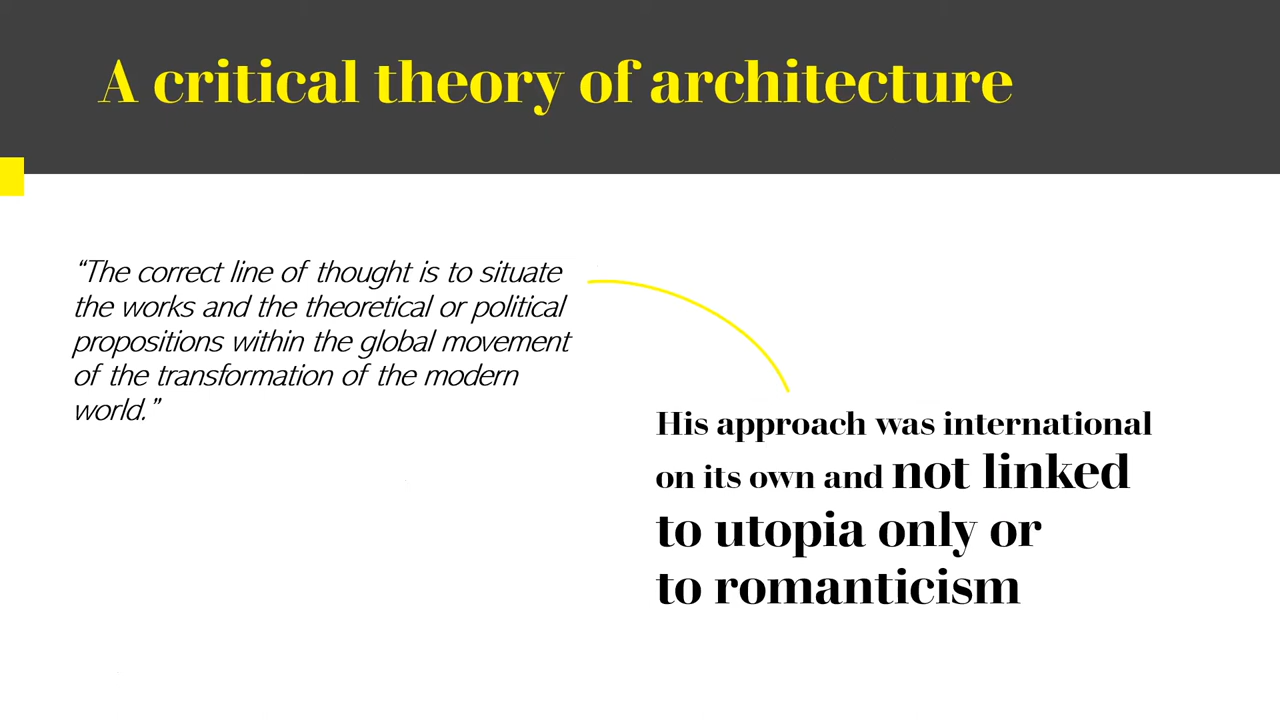 A critical theory of architecture
“The correct line of thought is to situate
the works and the theoretical or political
propositions within the global movement
of the transformation of the modern
world.”
His approach was international
on its own and not linked
to utopia only or
to romanticism